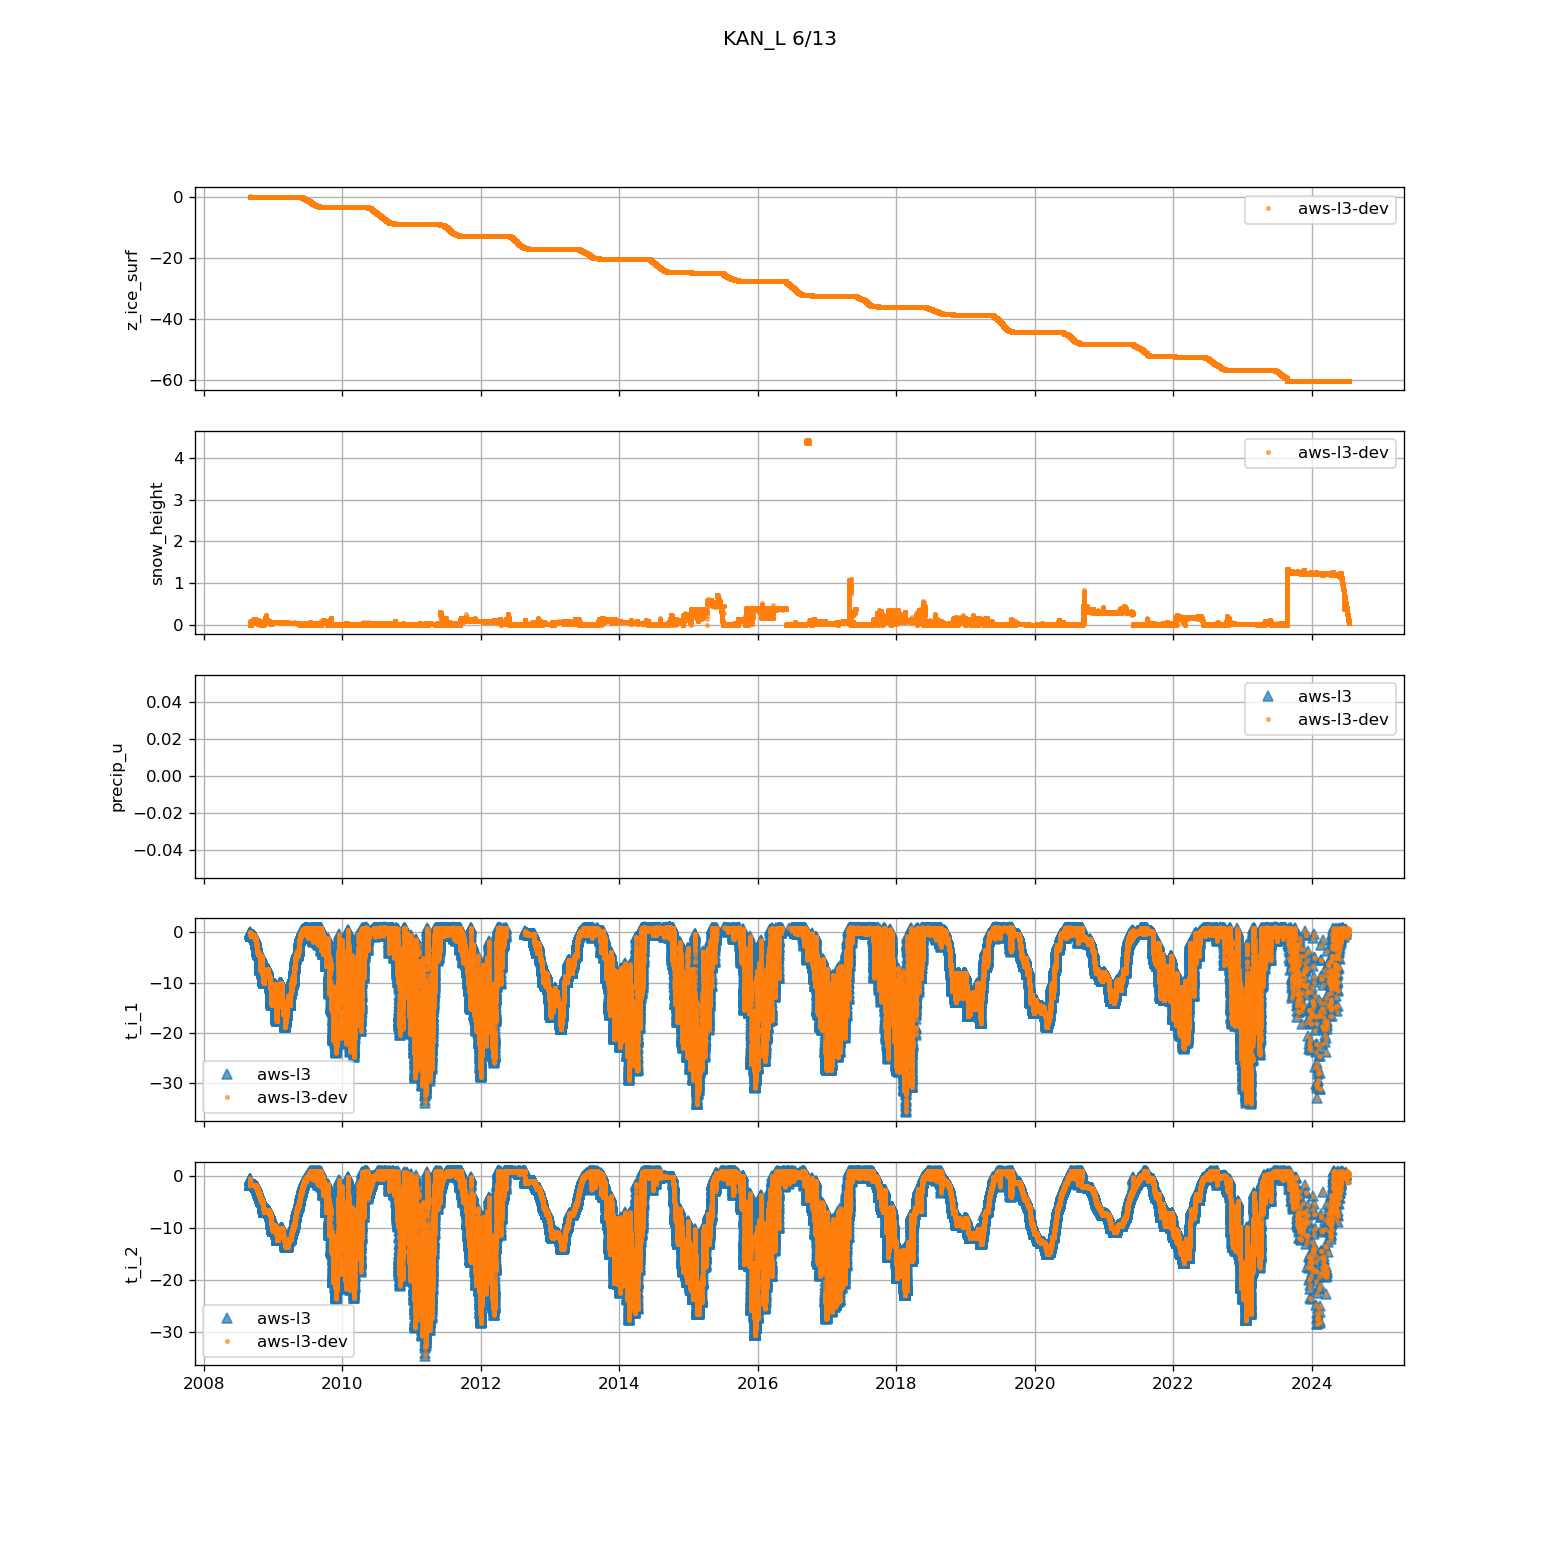 KAN_L 6/13
0
−20
−40
−60
z_ice_surf
aws-l3-dev
4
3
2
1
0
snow_height
aws-l3-dev
0.04
0.02
0.00
−0.02
−0.04
precip_u
aws-l3
aws-l3-dev
0
−10
−20
−30
t_i_1
aws-l3
aws-l3-dev
0
−10
−20
−30
t_i_2
aws-l3
aws-l3-dev
2008 2010 2012 2014 2016 2018 2020 2022 2024